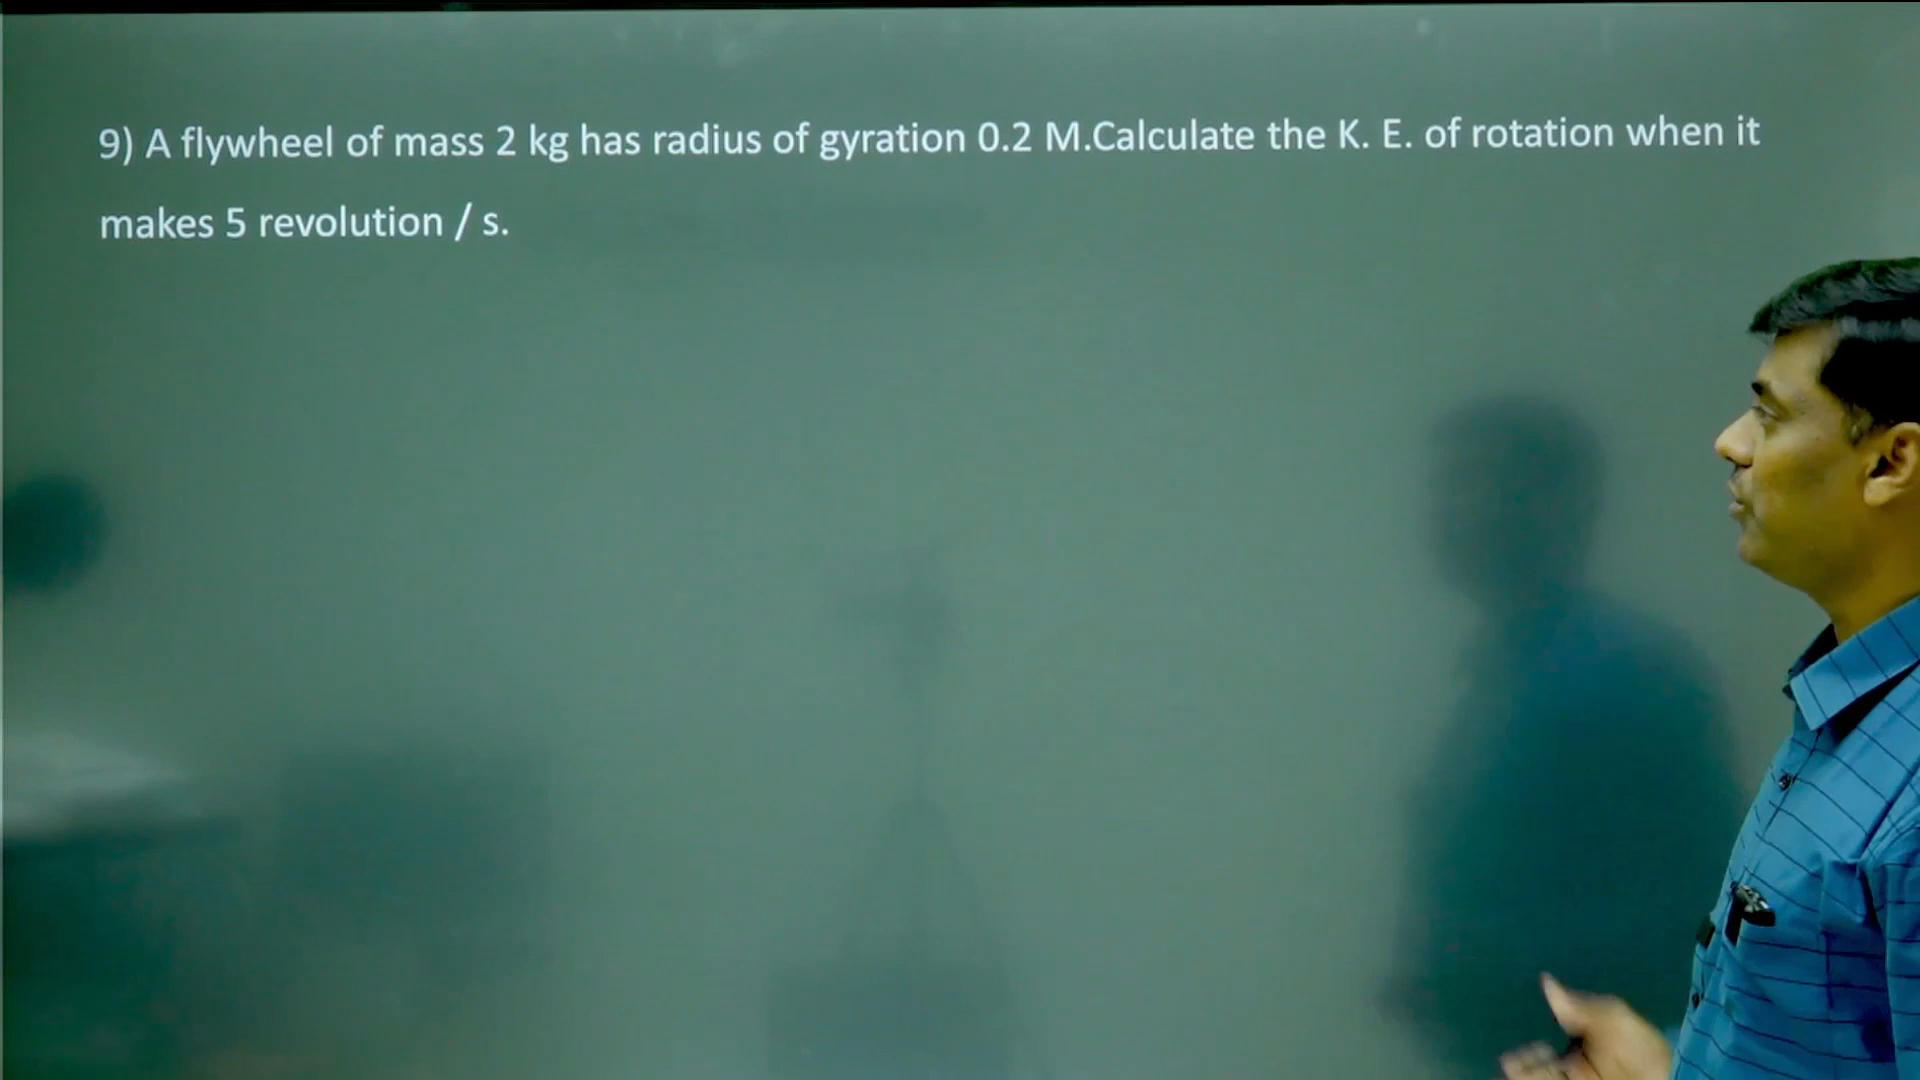 9) A flywheel of mass 2 kg has radius of gyration 0.2 M.Calculate the K. E. of rotation when it
makes 5 revolution / s.